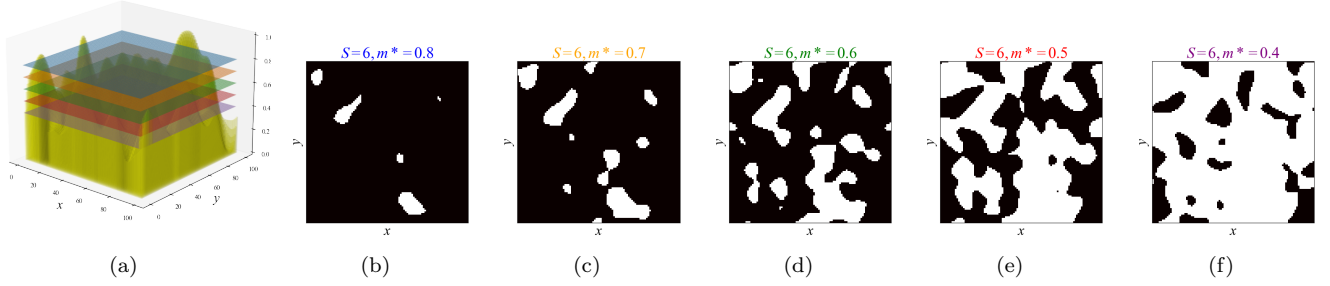 1.0
0.8
0.6
0.4
0.2
0.0
0 20 40 60 80 100
x
0 20 40 60 80 100
y
(a)
S=6, m*=0.8
y
x
(b)
S=6, m*=0.7
y
x
(c)
S=6, m*=0.6
y
x
(d)
S=6, m*=0.5
y
x
(e)
S=6, m*=0.4
y
x
(f)